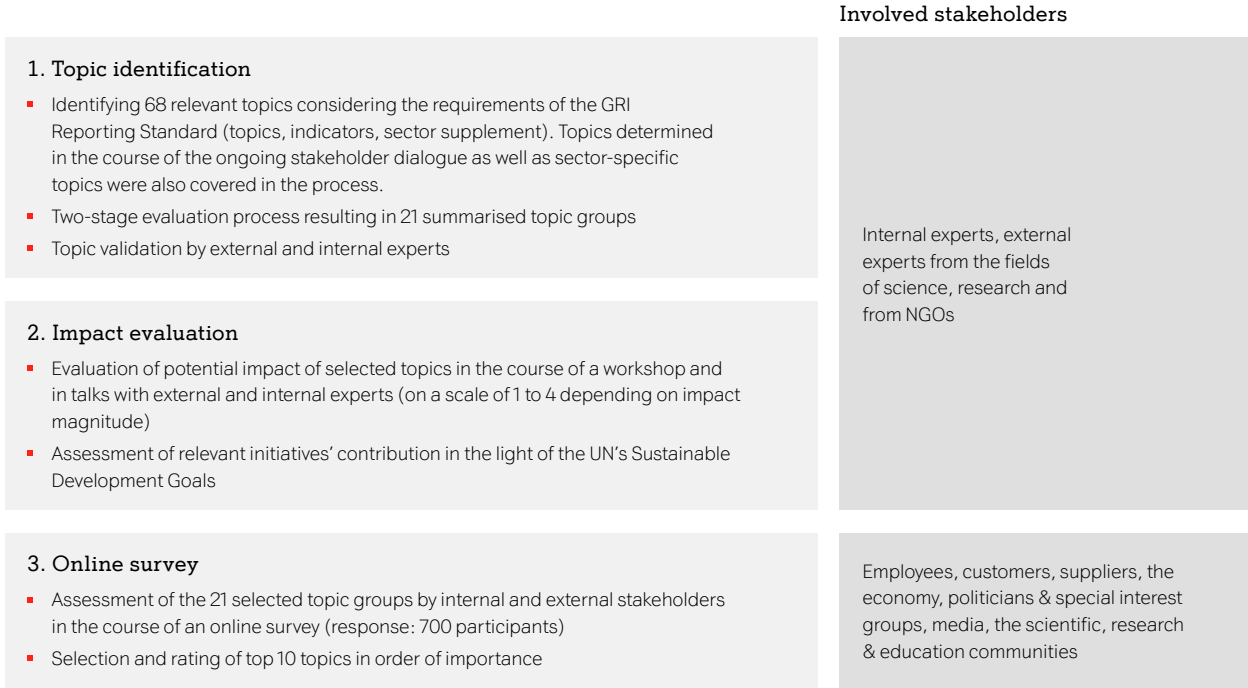 Involved stakeholders
1. Topic identification
▪ Identifying 68 relevant topics considering the requirements of the GRI
Reporting Standard (topics, indicators, sector supplement). Topics determined
in the course of the ongoing stakeholder dialogue as well as sector-specific
topics were also covered in the process.
▪ Two-stage evaluation process resulting in 21 summarised topic groups
▪ Topic validation by external and internal experts
Internal experts, external
experts from the fields
of science, research and
from NGOs
2. Impact evaluation
▪ Evaluation of potential impact of selected topics in the course of a workshop and
in talks with external and internal experts (on a scale of 1 to 4 depending on impact
magnitude)
▪ Assessment of relevant initiatives’ contribution in the light of the UN’s Sustainable
Development Goals
3. Online survey
▪ Assessment of the 21 selected topic groups by internal and external stakeholders
in the course of an online survey (response: 700 participants)
▪ Selection and rating of top 10 topics in order of importance
Employees, customers, suppliers, the
economy, politicians & special interest
groups, media, the scientific, research
& education communities